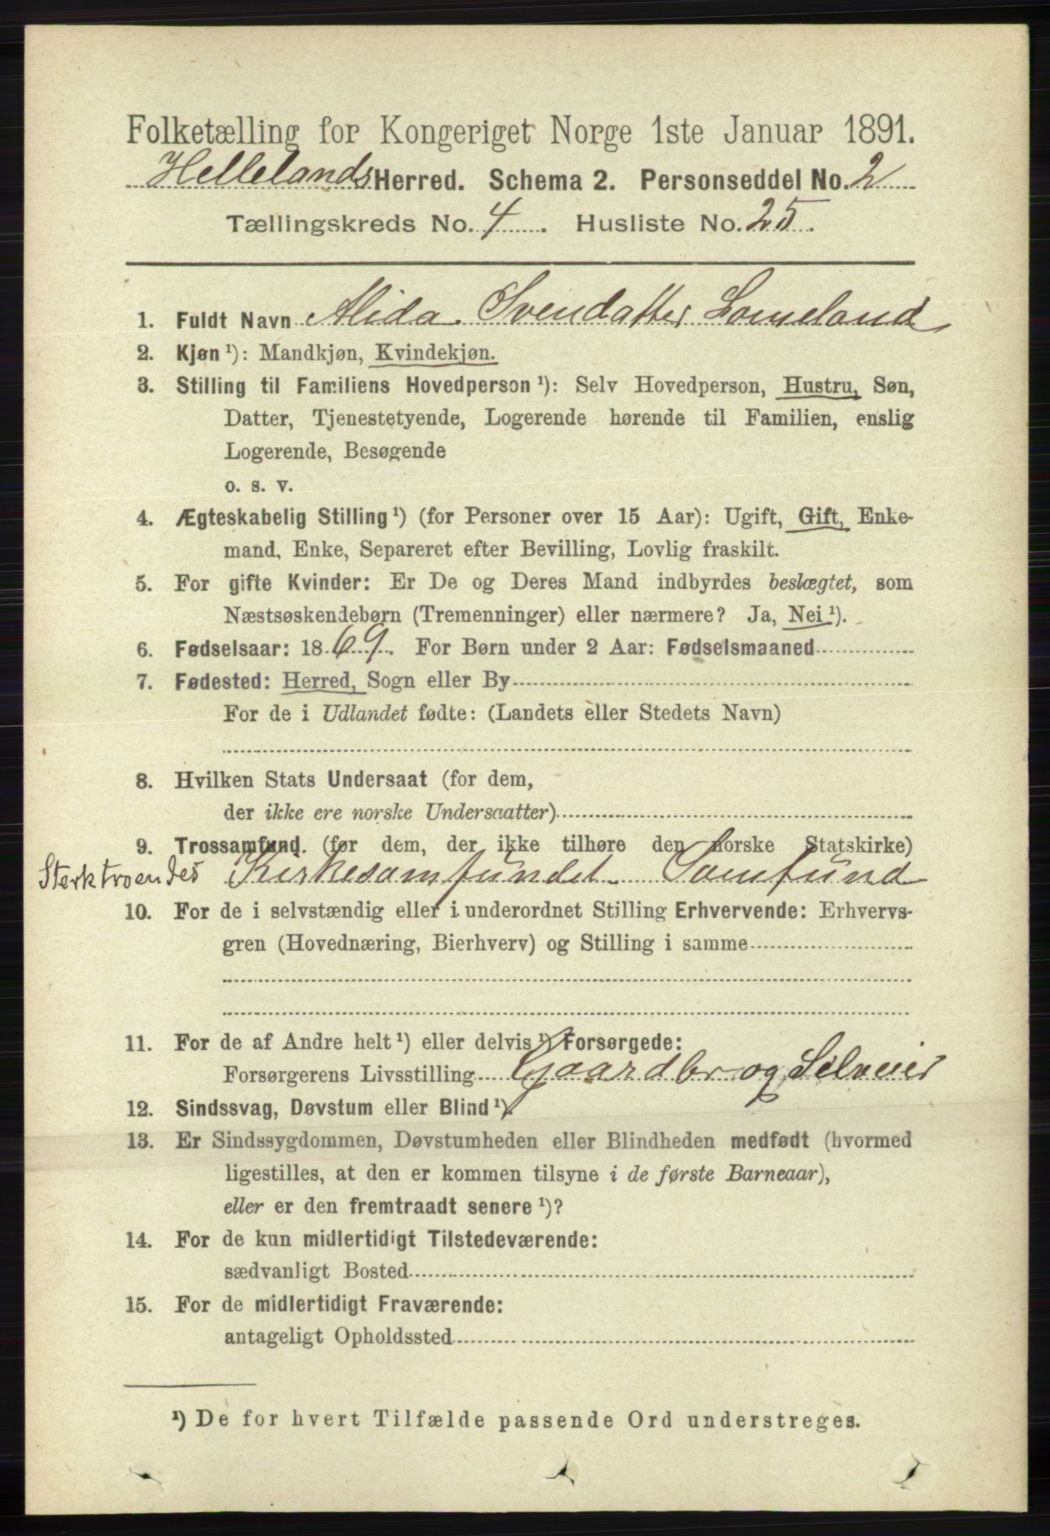 Folketælling for Kongeriget Norge 1ste Januar 1891.
Hellelands Herred. Schema 2. Personseddel No. 2
Tællingskreds No. 4. Husliste No. 25.
1. Fuldt Navn Alida Svendatter Lomeland
2. Kjøn ¹): Mandkjøn, Kvindekjøn.
3. Stilling til Familiens Hovedperson ¹): Selv Hovedperson, Hustru, Søn,
Datter, Tjenestetyende, Logerende hørende til Familien, enslig
Logerende, Besøgende
o. s. v.
4. Ægteskabelig Stilling ¹) (for Personer over 15 Aar): Ugift, Gift, Enke-
mand, Enke, Separeret efter Bevilling, Lovlig fraskilt.
5. For gifte Kvinder: Er De og Deres Mand indbyrdes beslægtet, som
Næstsøskendebørn (Tremenninger) eller nærmere? Ja, Nei ¹).
6. Fødselsaar: 1869. For Børn under 2 Aar: Fødselsmaaned
7. Fødested: Herred, Sogn eller By
For de i Udlandet fødte: (Landets eller Stedets Navn)
8. Hvilken Stats Undersaat (for dem,
der ikke ere norske Undersaatter)
9. Trossamfund. (for dem, der ikke tilhøre den norske Statskirke)
Sterktroendes Kirkesamfundet Samfund
10. For de i selvstændig eller i underordnet Stilling Erhvervende: Erhvervs-
gren (Hovednæring, Bierhverv) og Stilling i samme
11. For de af Andre helt ¹) eller delvis ¹) Forsørgede:
Forsørgerens Livsstilling Gaardbr og Selveier
12. Sindssvag, Døvstum eller Blind ¹)
13. Er Sindssygdommen, Døvstumheden eller Blindheden medfødt (hvormed
ligestilles, at den er kommen tilsyne i de første Barneaar),
eller er den fremtraadt senere ¹)?
14. For de kun midlertidigt Tilstedeværende:
sædvanligt Bosted
15. For de midlertidigt Fraværende:
antageligt Opholdssted
¹) De for hvert Tilfælde passende Ord understreges.